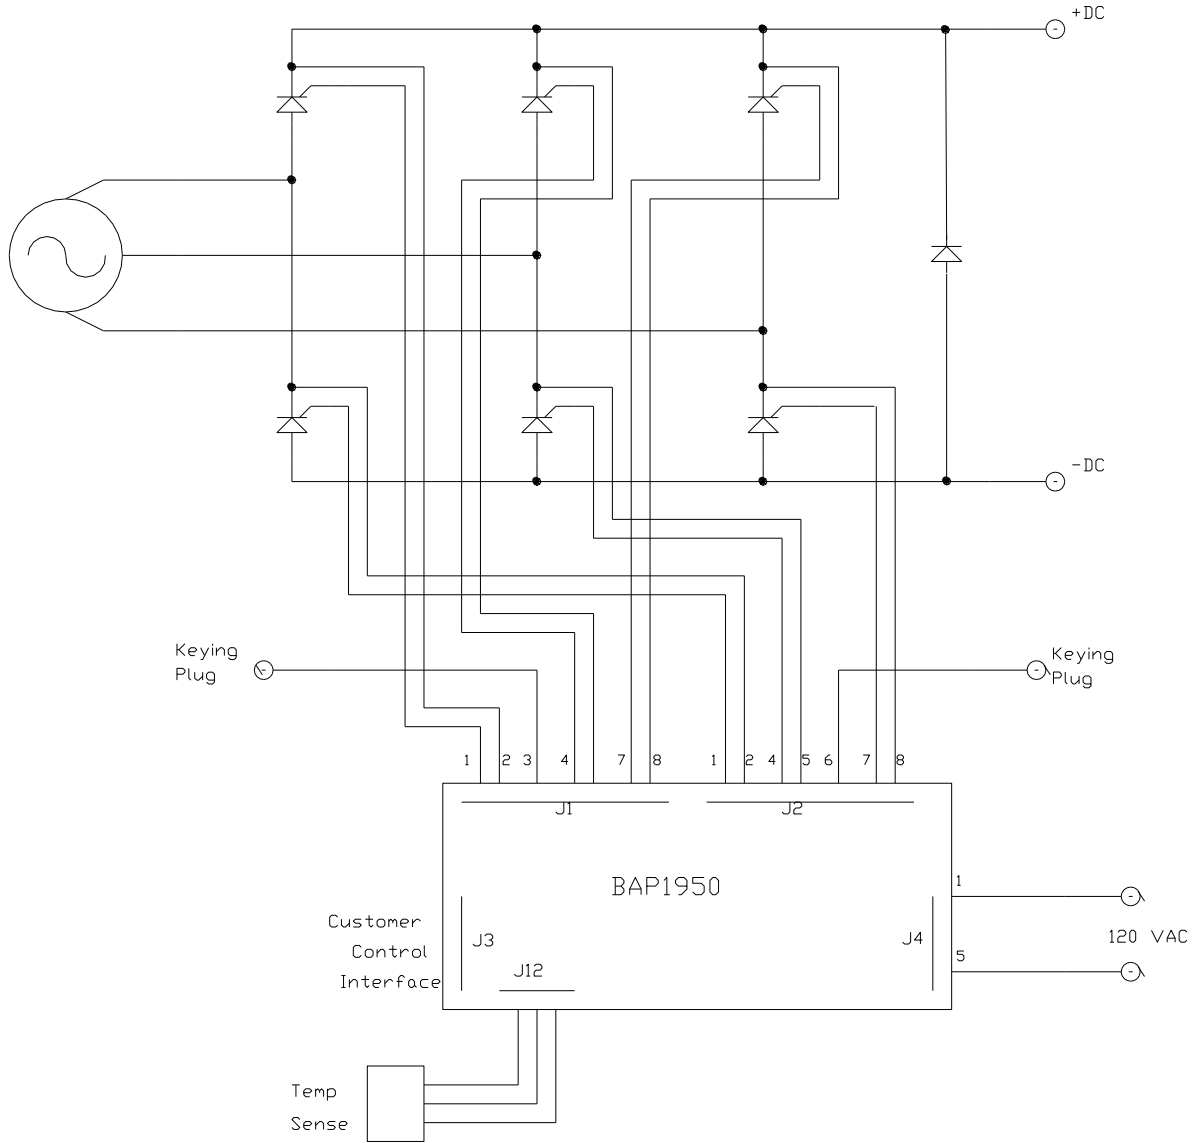 +DC
-DC
Keying
Plug
Keying
Plug
1 2 3 4 7 8 1 2 4 5 6 7 8
J1 J2
BAP1950
1
Customer
Control
Interface
J3
J4
120 VAC
5
J12
Temp
Sense